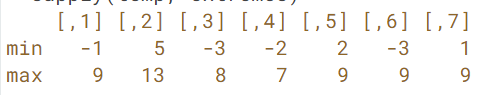 [,1] [,2] [,3] [,4] [,5] [,6] [,7]
min -1 5 -3 -2 2 -3 1
max 9 13 8 7 9 9 9